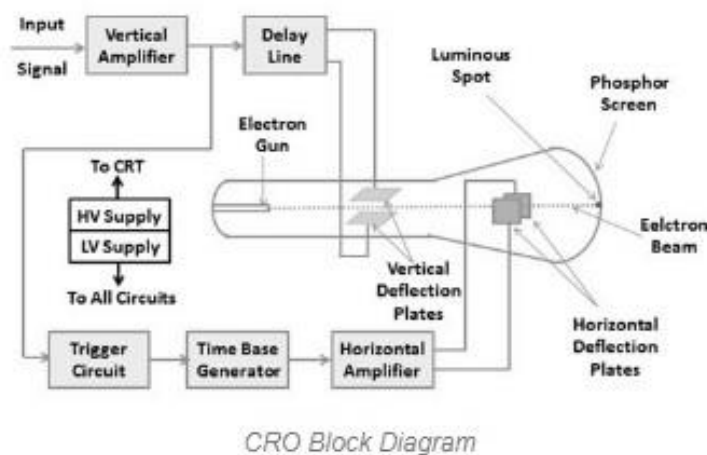 Input
Signal
Vertical
Amplifier
Delay
Line
Luminous
Spot
Phosphor
Screen
Electron
Gun
To CRT
HV Supply
LV Supply
To All Circuits
Eelctron
Beam
Vertical
Deflection
Plates
Horizontal
Deflection
Plates
Trigger
Circuit
Time Base
Generator
Horizontal
Amplifier
CRO Block Diagram